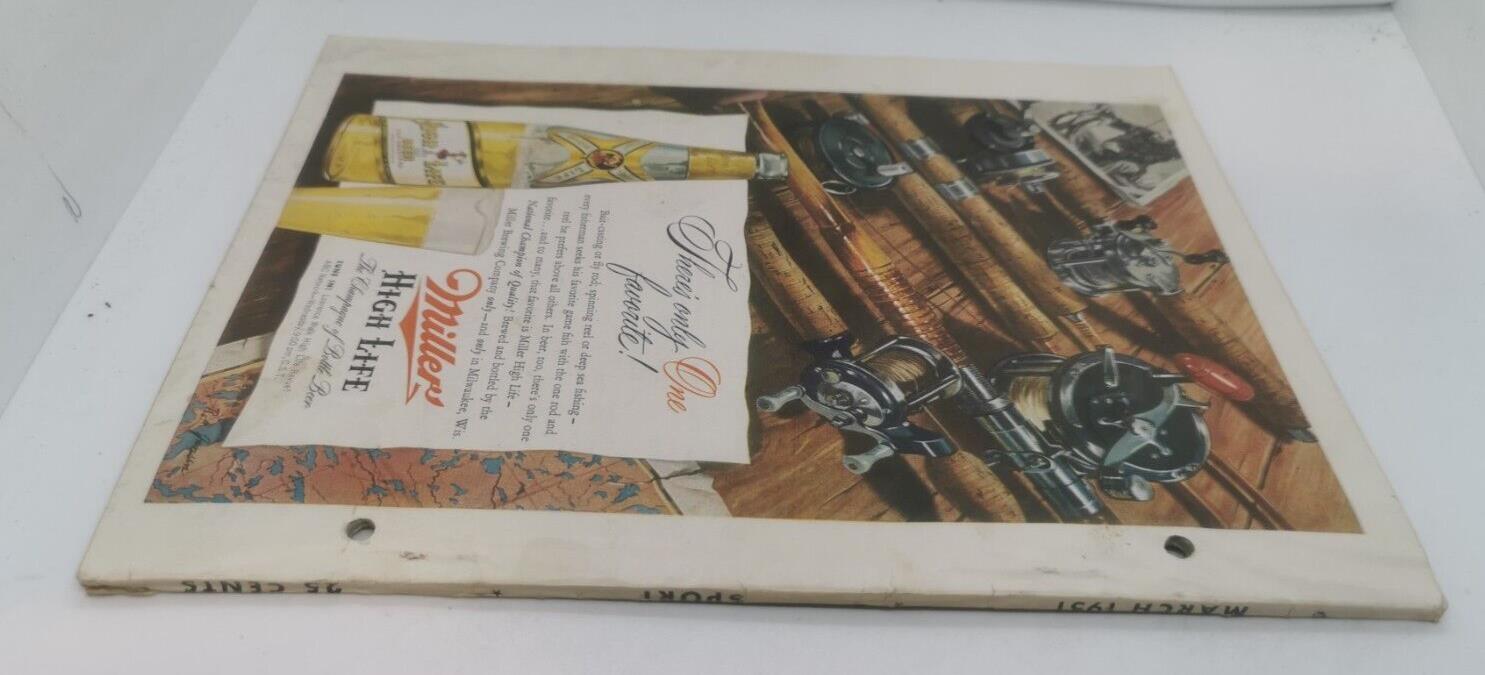 There's only One
favorite!
Bait-casting or fly rod; spinning reel or deep sea fishing—
every fisherman seeks his favorite game fish with the one rod and
reel he prefers above all others. In beer, too, there's only one
favorite...and to many, that favorite is Miller High Life—
National Champion of Quality! Brewed and bottled by the
Miller Brewing Company only—and only in Milwaukee, Wis.
Miller
HIGH LIFE
The Champagne of Bottle Beer
TUNE IN!
BEER
LIFE
25 CENTS
SPORT
MARCH 1951